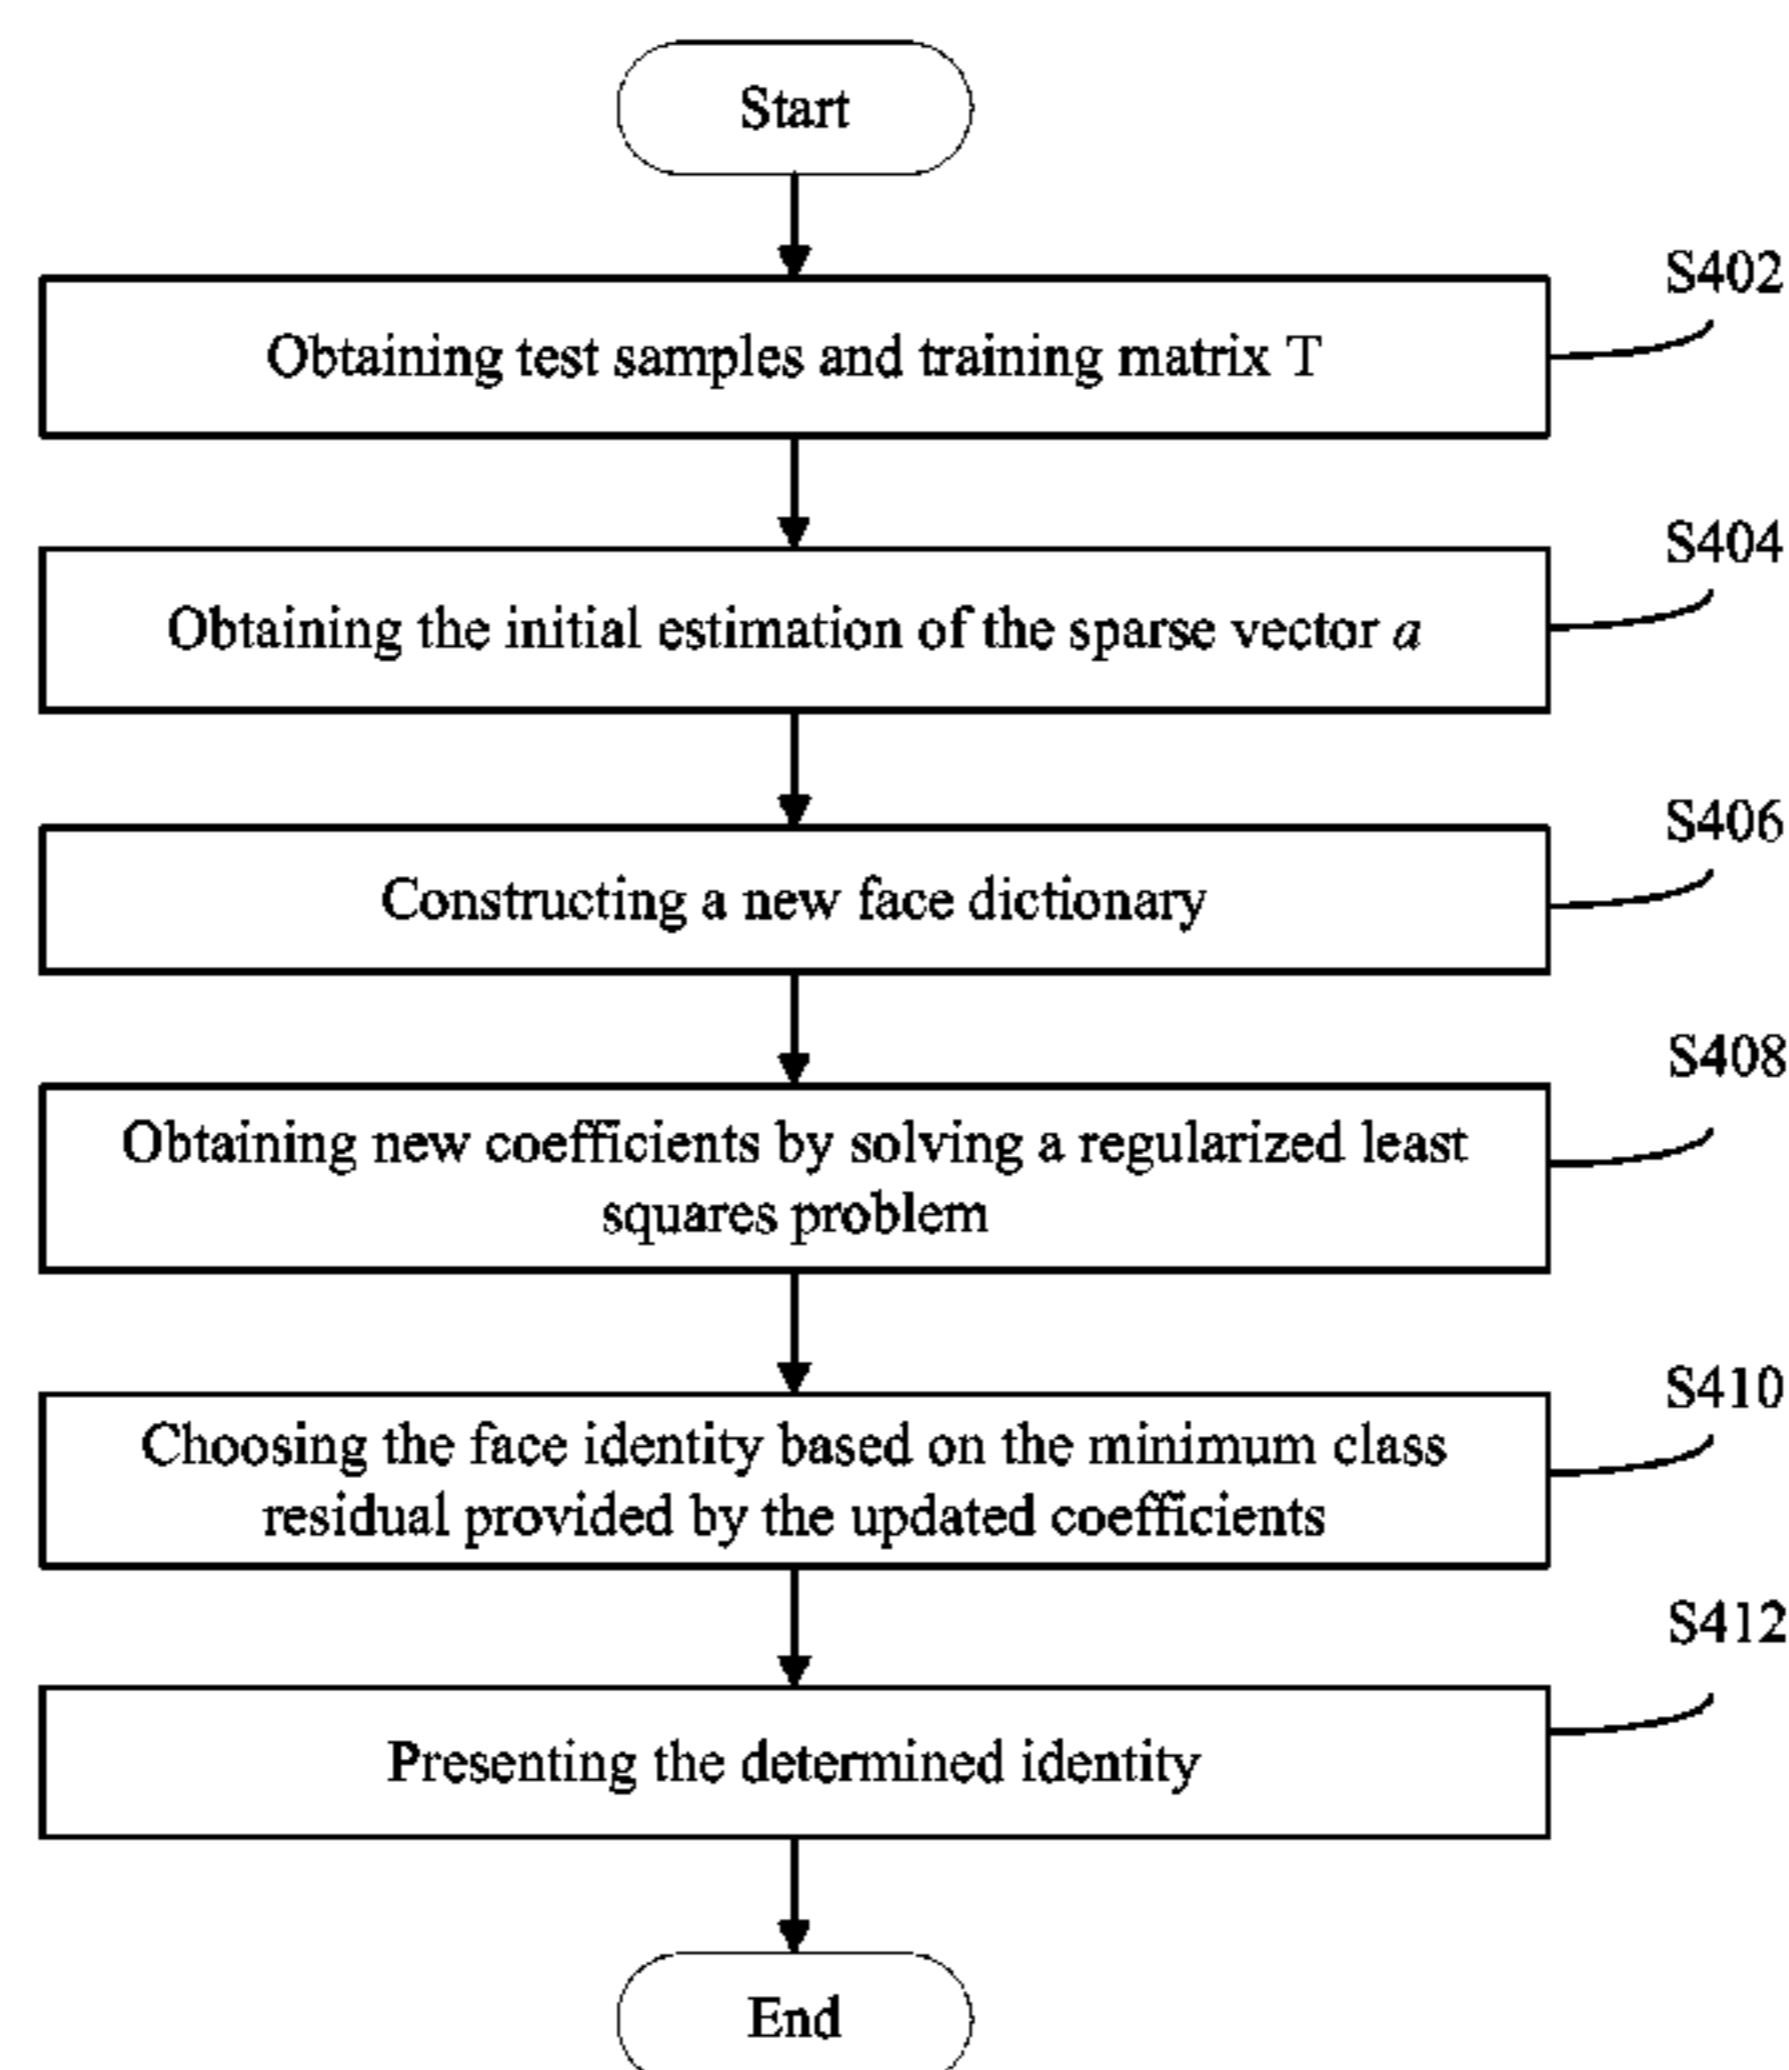 Start
S402
Obtaining test samples and training matrix T
S404
Obtaining the initial estimation of the sparse vector a
S406
Constructing a new face dictionary
S408
Obtaining new coefficients by solving a regularized least
squares problem
S410
Choosing the face identity based on the minimum class
residual provided by the updated coefficients
S412
Presenting the determined identity
End